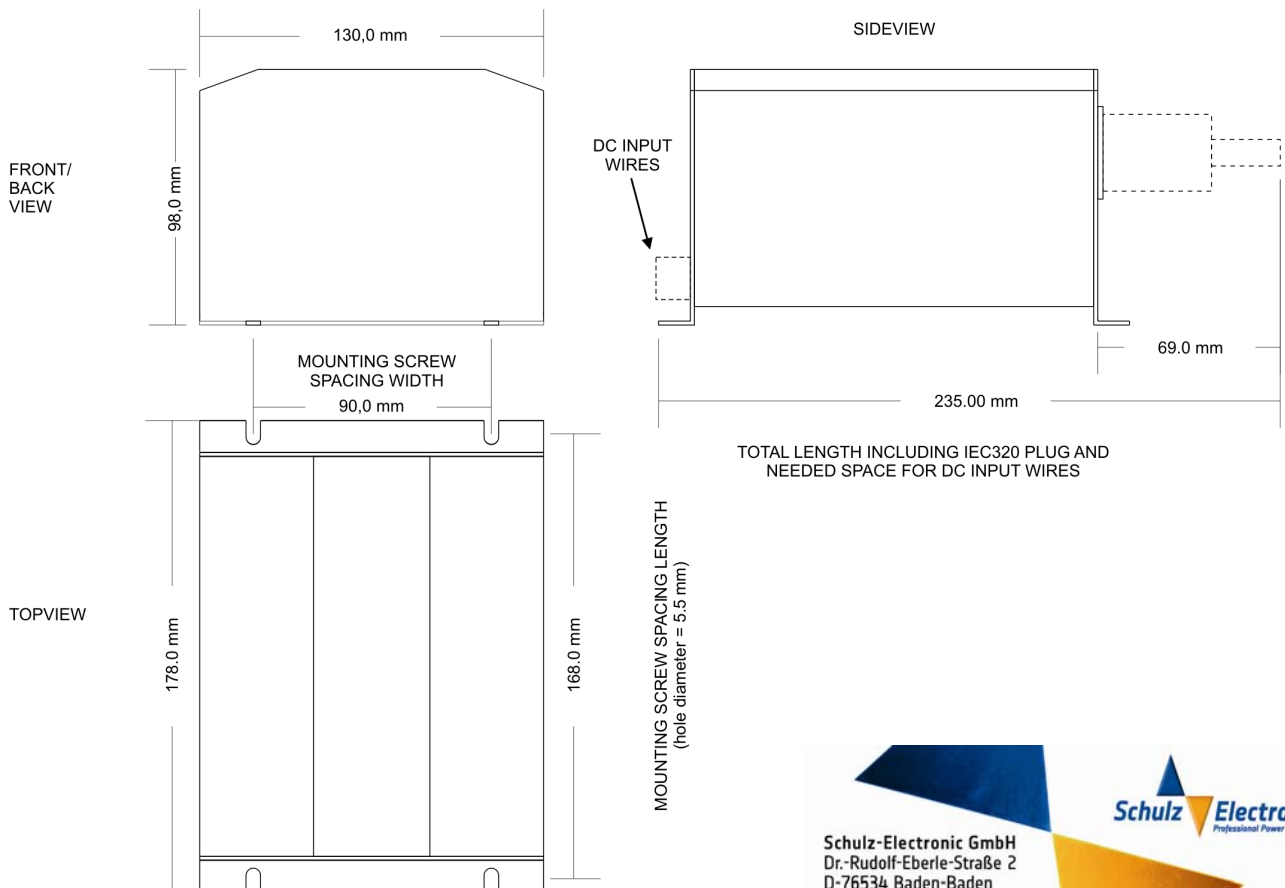 130,0 mm
SIDEVIEW
FRONT/
BACK
VIEW
98,0 mm
DC INPUT
WIRES
69.0 mm
235.00 mm
TOTAL LENGTH INCLUDING IEC320 PLUG AND
NEEDED SPACE FOR DC INPUT WIRES
MOUNTING SCREW
SPACING WIDTH
90,0 mm
TOPVIEW
178.0 mm
168.0 mm
MOUNTING SCREW SPACING LENGTH
(hole diameter = 5.5 mm)
Schulz Electro
Professional Power
Schulz-Electronic GmbH
Dr.-Rudolf-Eberle-Straße 2
D-76534 Baden-Baden